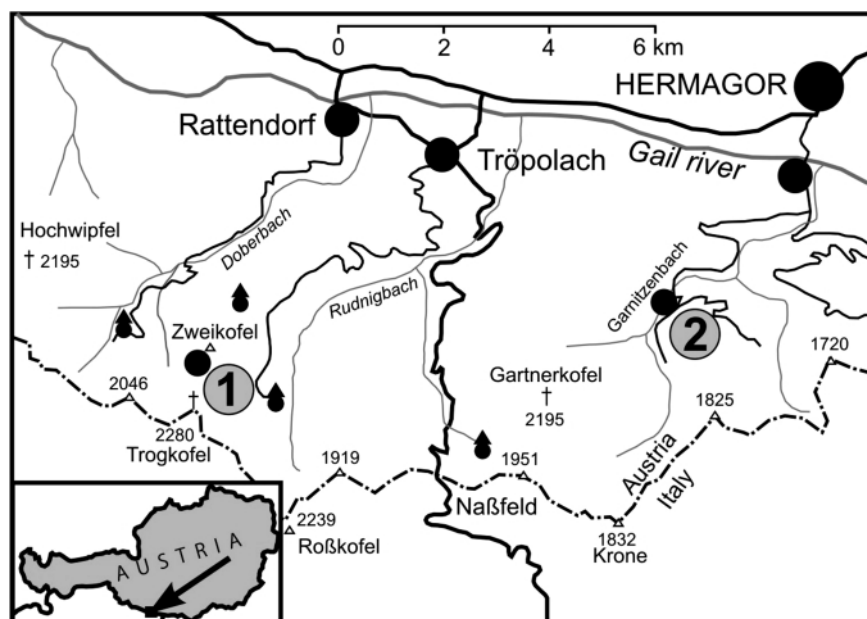 0 2 4 6 km
HERMAGOR
Rattendorf
Tröpolach
Gail river
Hochwipfel
† 2195
Doberbach
Rudnigbach
Garnitzenbach
Zweikofel
1
2
2046
2280
Trogkofel
Gartnerkofel
†
2195
1720
1825
1919
1951
Austria
Italy
Naßfeld
2239
Roßkofel
1832
Krone
AUSTRIA